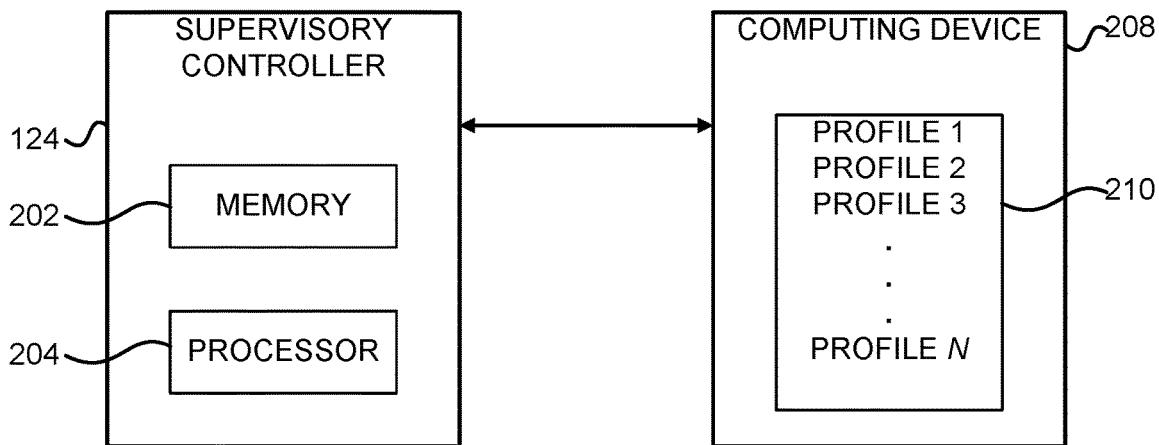 SUPERVISORY
CONTROLLER
124
MEMORY
202
PROCESSOR
204
COMPUTING DEVICE
208
PROFILE 1
PROFILE 2
PROFILE 3
.
.
.
PROFILE N
210